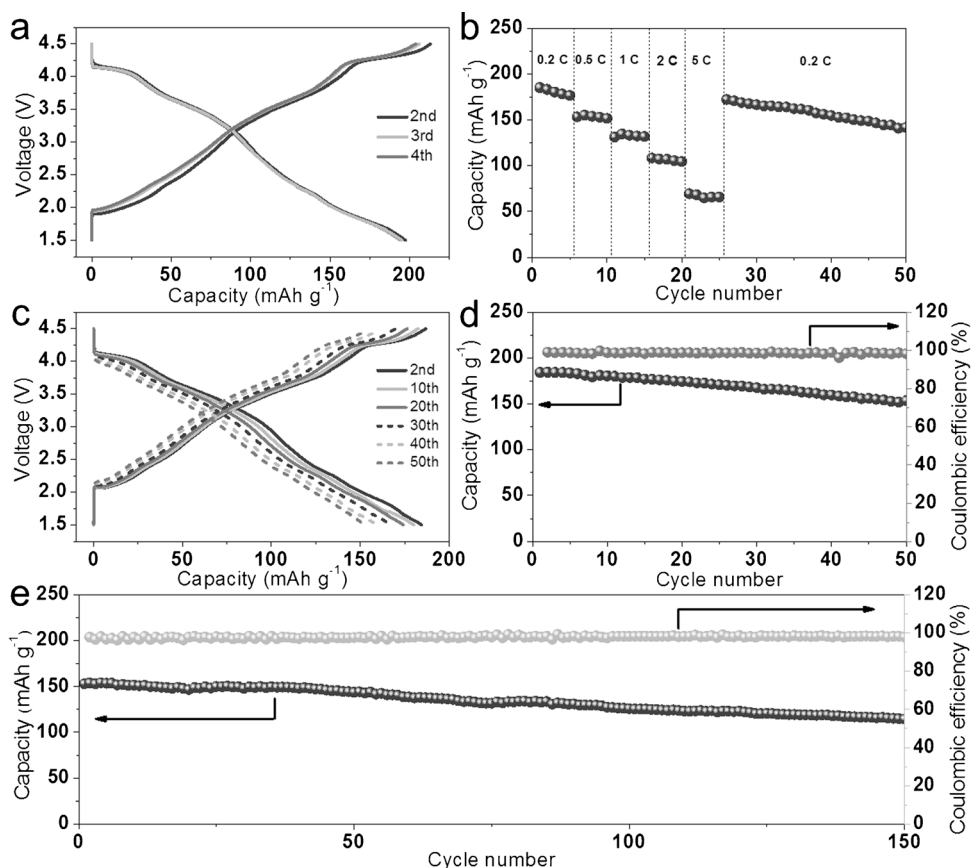 a
4.5
4.0
3.5
3.0
2.5
2.0
1.5
Voltage (V)
2nd
3rd
4th
0 50 100 150 200
Capacity (mAh g⁻¹)
b
250
200
150
100
50
0
Capacity (mAh g⁻¹)
0.2 C 0.5 C 1 C 2 C 5 C 0.2 C
0 10 20 30 40 50
Cycle number
c
4.5
4.0
3.5
3.0
2.5
2.0
1.5
Voltage (V)
2nd
10th
20th
30th
40th
50th
0 50 100 150 200
Capacity (mAh g⁻¹)
d
250
200
150
100
50
0
Capacity (mAh g⁻¹)
120
100
80
60
40
20
0
Coulombic efficiency (%)
0 10 20 30 40 50
Cycle number
e
250
200
150
100
50
0
Capacity (mAh g⁻¹)
120
100
80
60
40
20
0
Coulombic efficiency (%)
0 50 100 150
Cycle number